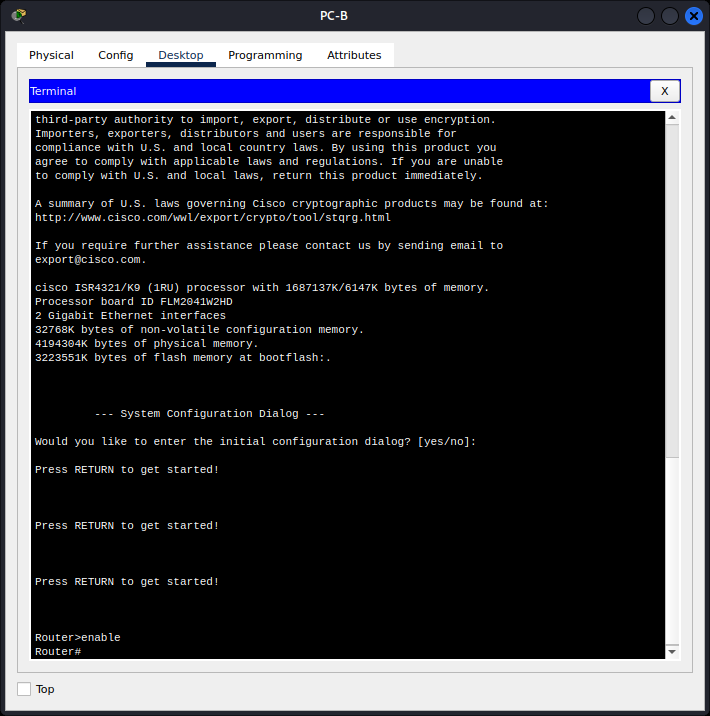 PC-B
Physical Config Desktop Programming Attributes
Terminal X
third-party authority to import, export, distribute or use encryption.
Importers, exporters, distributors and users are responsible for
compliance with U.S. and local country laws. By using this product you
agree to comply with applicable laws and regulations. If you are unable
to comply with U.S. and local laws, return this product immediately.
A summary of U.S. laws governing Cisco cryptographic products may be found at:
http://www.cisco.com/wwl/export/crypto/tool/stqrg.html
If you require further assistance please contact us by sending email to
export@cisco.com.
cisco ISR4321/K9 (1RU) processor with 1687137K/6147K bytes of memory.
Processor board ID FLM2041W2HD
2 Gigabit Ethernet interfaces
32768K bytes of non-volatile configuration memory.
4194304K bytes of physical memory.
3223551K bytes of flash memory at bootflash:.
--- System Configuration Dialog ---
Would you like to enter the initial configuration dialog? [yes/no]:
Press RETURN to get started!
Press RETURN to get started!
Press RETURN to get started!
Router>enable
Router#
Top